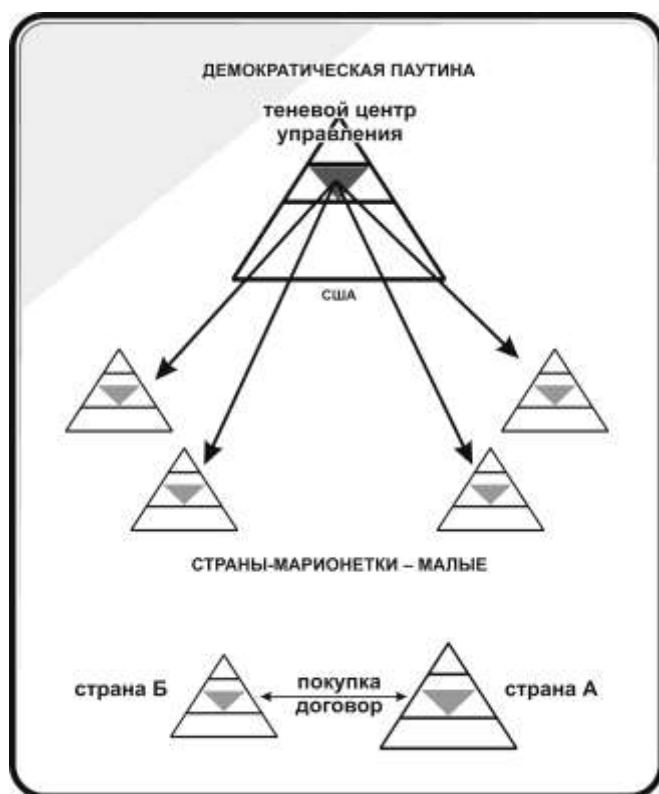 ДЕМОКРАТИЧЕСКАЯ ПАУТИНА
теневой центр
управления
США
СТРАНЫ-МАРИОНЕТКИ – МАЛЫЕ
страна Б
покупка
договор
страна А